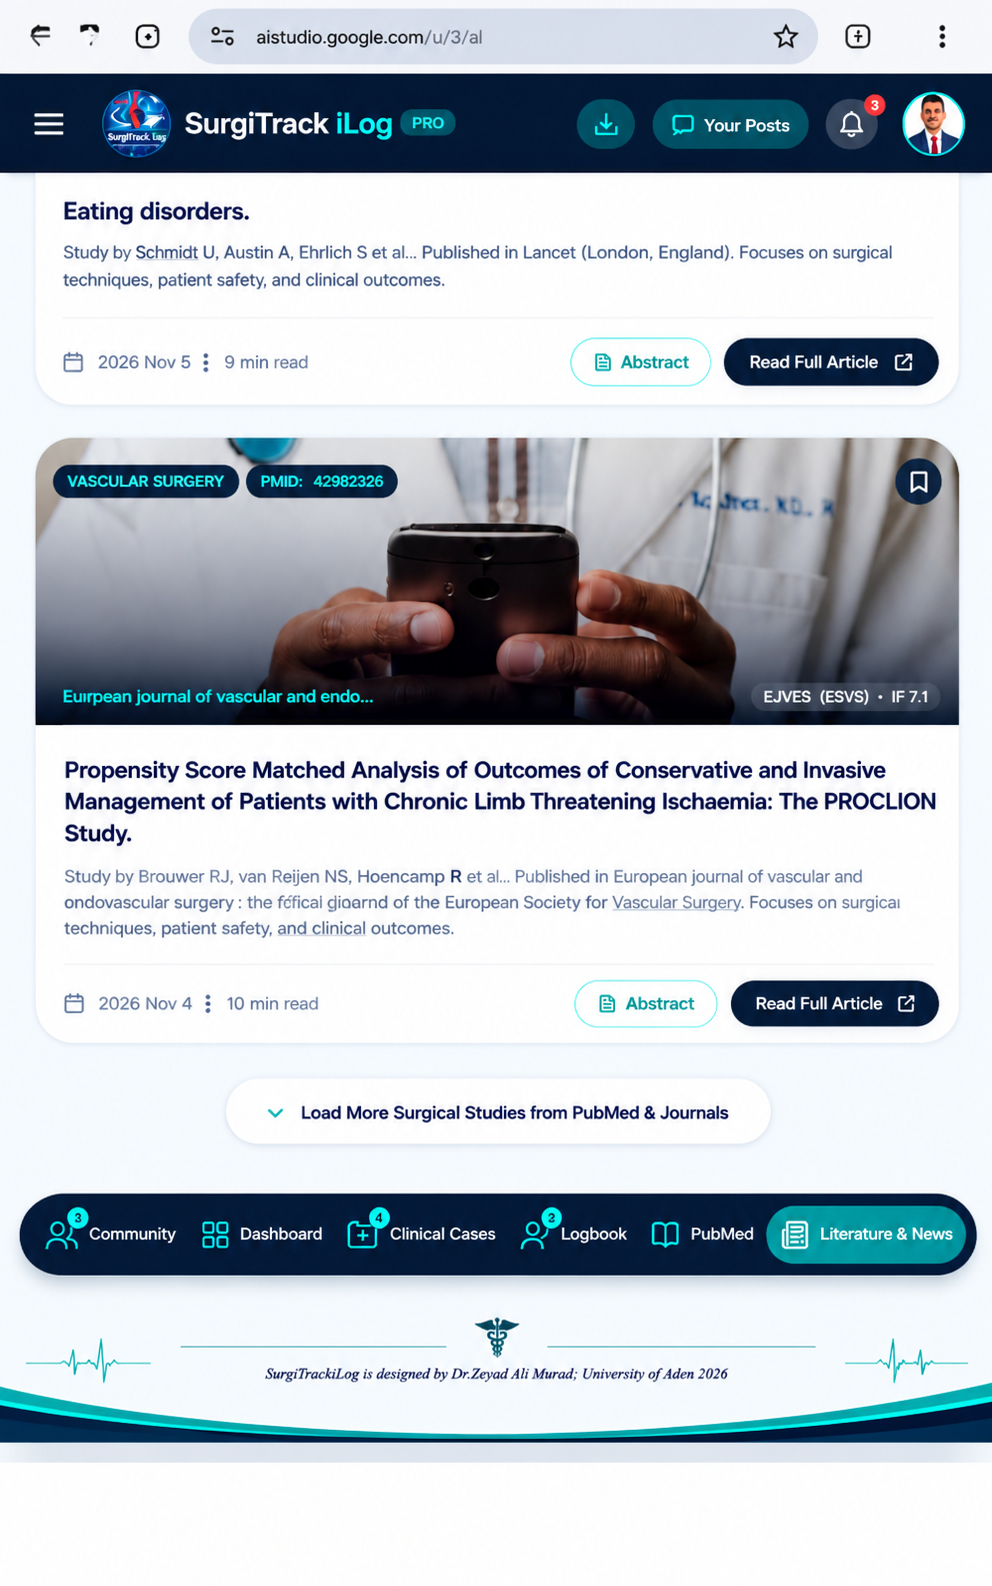 aistudio.google.com/u/3/al
SurgiTrack iLog PRO
Your Posts
3
SurgiTrack
Eating disorders.
Study by Schmidt U, Austin A, Ehrlich S et al... Published in Lancet (London, England). Focuses on surgical
techniques, patient safety, and clinical outcomes.
2026 Nov 5
9 min read
Abstract
Read Full Article
VASCULAR SURGERY
PMID: 42982326
Euırpean journal of vascular and endo...
EJVES (ESVS) • IF 7.1
Propensity Score Matched Analysis of Outcomes of Conservative and Invasive
Management of Patients with Chronic Limb Threatening Ischaemia: The PROCLION
Study.
Study by Brouwer RJ, van Reijen NS, Hoencamp R et al... Published in European journal of vascular and
ondovascular surgery : the gioarnd of the European Society for Vascular Surgery. Focuses on surgical
techniques, patient safety, and clinical outcomes.
2026 Nov 4
10 min read
Abstract
Read Full Article
Load More Surgical Studies from PubMed & Journals
3 Community
Dashboard
4 Clinical Cases
2 Logbook
PubMed
Literature & News
SurgiTrackiLog is designed by Dr.Zeyad Ali Murad; University of Aden 2026